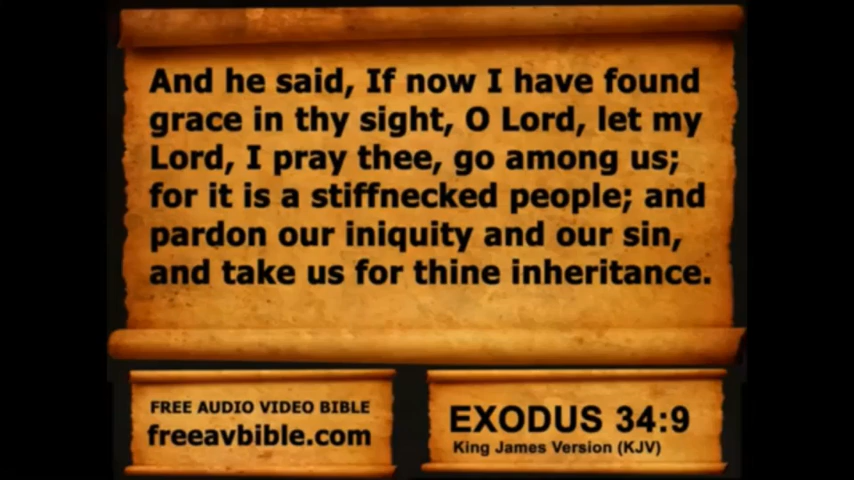 And he said, If now I have found
grace in thy sight, O Lord, let my
Lord, I pray thee, go among us;
for it is a stiffnecked people; and
pardon our iniquity and our sin,
and take us for thine inheritance.
FREE AUDIO VIDEO BIBLE
freeavbible.com
EXODUS 34:9
King James Version (KJV)